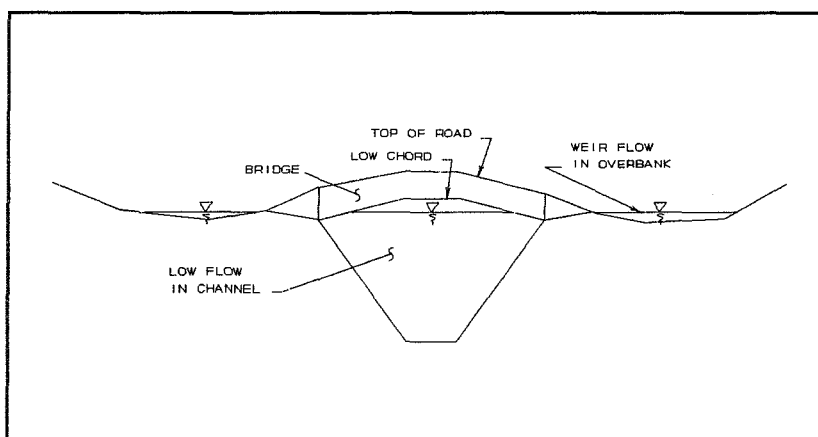 TOP OF ROAD
LOW CHORD
WEIR FLOW
IN OVERBANK
BRIDGE
LOW FLOW
IN CHANNEL